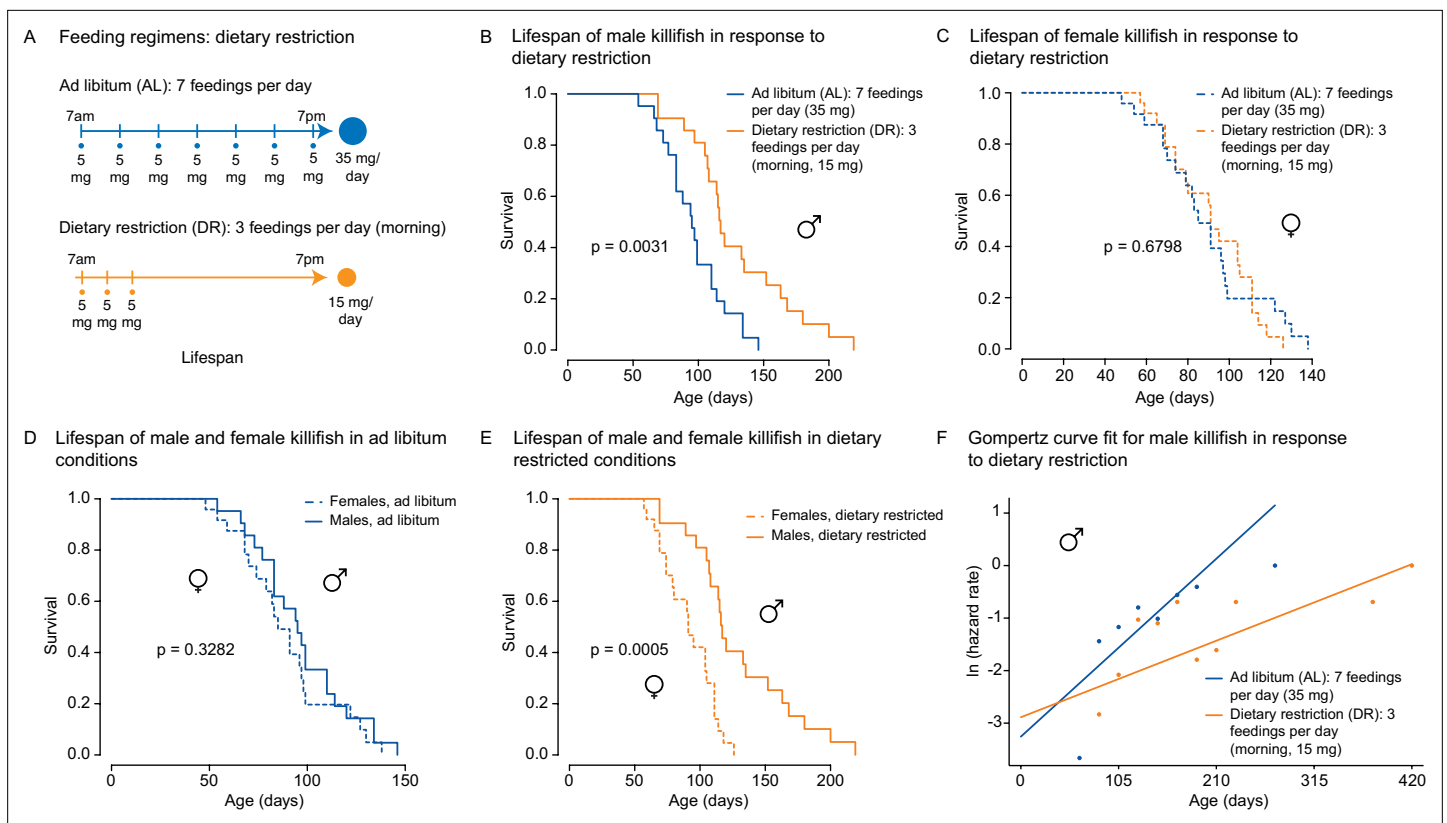 A Feeding regimens: dietary restriction
Ad libitum (AL): 7 feedings per day
7am 7pm
5 5 5 5 5 5 5 35 mg/
mg mg mg mg mg mg mg day
Dietary restriction (DR): 3 feedings per day (morning)
7am 7pm
5 5 5 15 mg/
mg mg mg day
Lifespan
B Lifespan of male killifish in response to
dietary restriction
Ad libitum (AL): 7 feedings
per day (35 mg)
Dietary restriction (DR): 3
feedings per day
(morning, 15 mg)
♂
p = 0.0031
Survival
1.0
0.8
0.6
0.4
0.2
0.0
0 50 100 150 200
Age (days)
C Lifespan of female killifish in response to
dietary restriction
Ad libitum (AL): 7 feedings
per day (35 mg)
Dietary restriction (DR): 3
feedings per day
(morning, 15 mg)
♀
p = 0.6798
Survival
1.0
0.8
0.6
0.4
0.2
0.0
0 20 40 60 80 100 120 140
Age (days)
D Lifespan of male and female killifish in ad libitum
conditions
Females, ad libitum
Males, ad libitum
♀ ♂
p = 0.3282
Survival
1.0
0.8
0.6
0.4
0.2
0.0
0 50 100 150
Age (days)
E Lifespan of male and female killifish in dietary
restricted conditions
Females, dietary restricted
Males, dietary restricted
♂
p = 0.0005
♀
Survival
1.0
0.8
0.6
0.4
0.2
0.0
0 50 100 150 200
Age (days)
F Gompertz curve fit for male killifish in response
to dietary restriction
♂
ln (hazard rate)
1
0
-1
-2
-3
Ad libitum (AL): 7 feedings
per day (35 mg)
Dietary restriction (DR): 3
feedings per day
(morning, 15 mg)
0 105 210 315 420
Age (days)